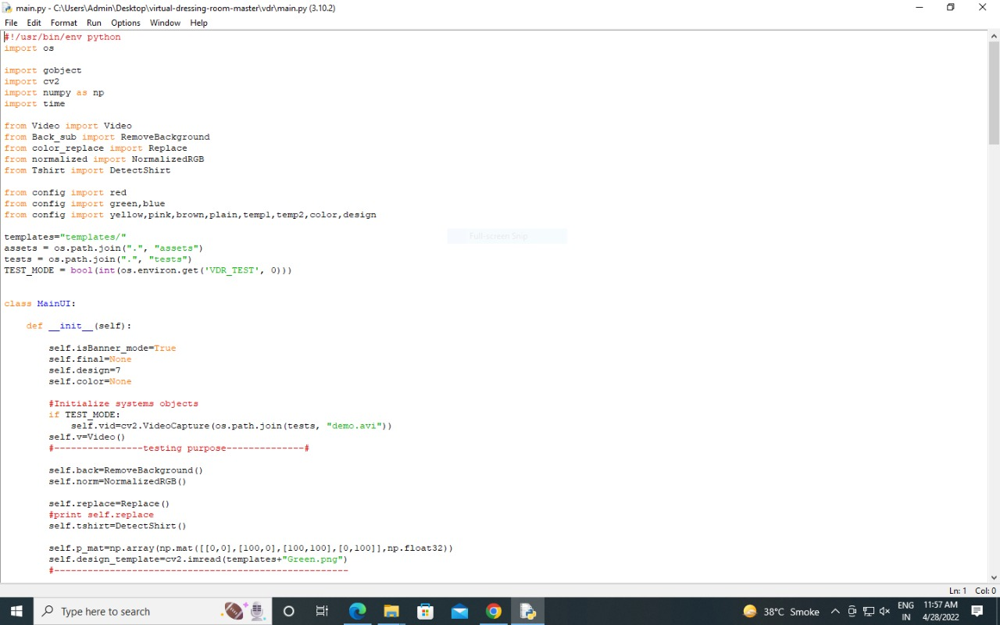 main.py - C:\Users\Admin\Desktop\virtual-dressing-room-master\vdr\main.py (3.10.2)
File Edit Format Run Options Window Help
#!/usr/bin/env python
import os

import gobject
import cv2
import numpy as np
import time

from Video import Video
from Back_sub import RemoveBackground
from color_replace import Replace
from normalized import NormalizedRGB
from Tshirt import DetectShirt

from config import red
from config import green,blue
from config import yellow,pink,brown,plain,temp1,temp2,color,design

templates="templates/"
assets = os.path.join(".", "assets")
tests = os.path.join(".", "tests")
TEST_MODE = bool(int(os.environ.get('VDR_TEST', 0)))

Full-screen Snip

class MainUI:

    def __init__(self):

        self.isBanner_mode=True
        self.final=None
        self.design=7
        self.color=None

        #Initialize systems objects
        if TEST_MODE:
            self.vid=cv2.VideoCapture(os.path.join(tests, "demo.avi"))
        self.v=Video()
        #----------------testing purpose--------------#

        self.back=RemoveBackground()
        self.norm=NormalizedRGB()

        self.replace=Replace()
        #print self.replace
        self.tshirt=DetectShirt()

        self.p_mat=np.array(np.mat([[0,0],[100,0],[100,100],[0,100]],np.float32))
        self.design_template=cv2.imread(templates+"Green.png")
        #-----------------------------------------------------
Ln: 1 Col: 0
Type here to search
38°C Smoke
ENG
IN
11:57 AM
4/28/2022